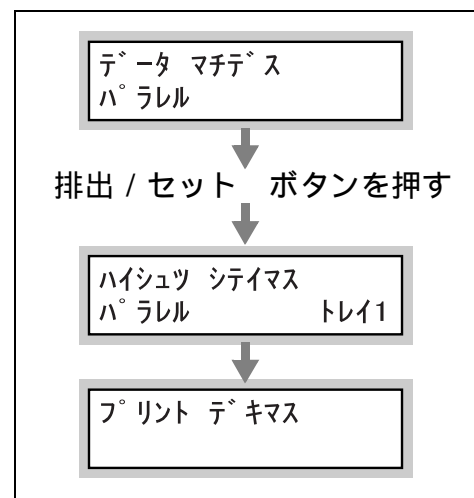 データ マチデス
パラレル
排出 / セット　ボタンを押す
ハイシュツ シテイマス
パラレル　　　　トレイ1
プリント デキマス